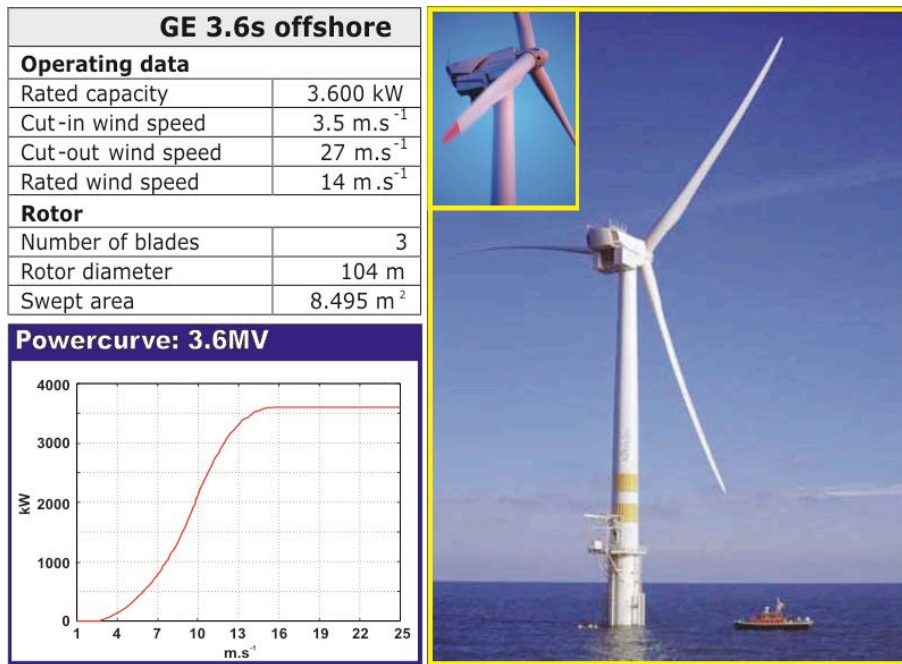 GE 3.6s offshore
Operating data
Rated capacity 3.600 kW
Cut-in wind speed 3.5 m.s⁻¹
Cut-out wind speed 27 m.s⁻¹
Rated wind speed 14 m.s⁻¹
Rotor
Number of blades 3
Rotor diameter 104 m
Swept area 8.495 m²
Powercurve: 3.6MV
4000
3000
2000
1000
0
kW
1 4 7 10 13 16 19 22 25
m.s⁻¹